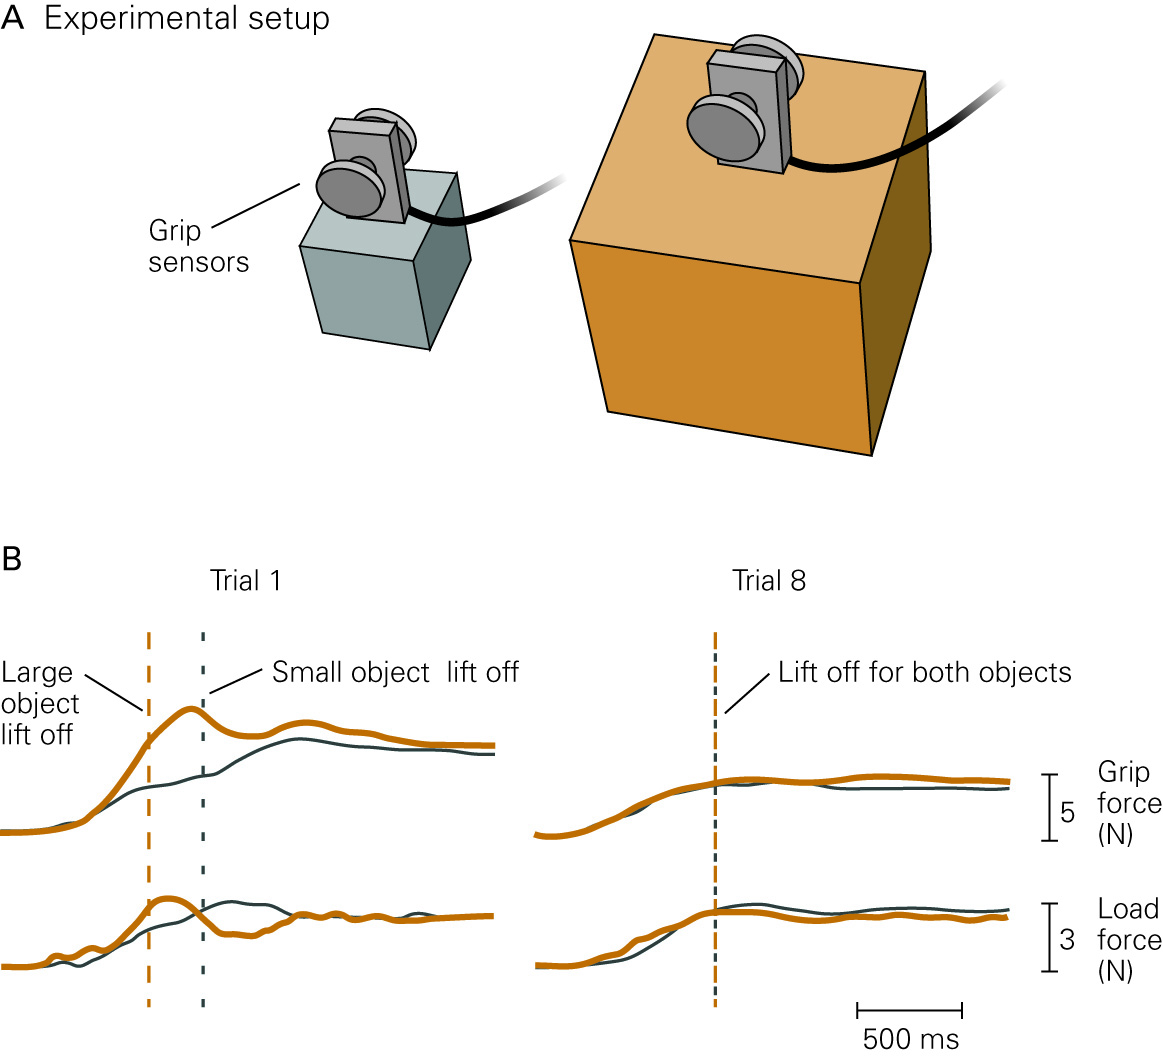 A Experimental setup
Grip
sensors
B
Trial 1
Trial 8
Large
object
lift off
Small object lift off
Lift off for both objects
5
Grip
force
(N)
3
Load
force
(N)
500 ms